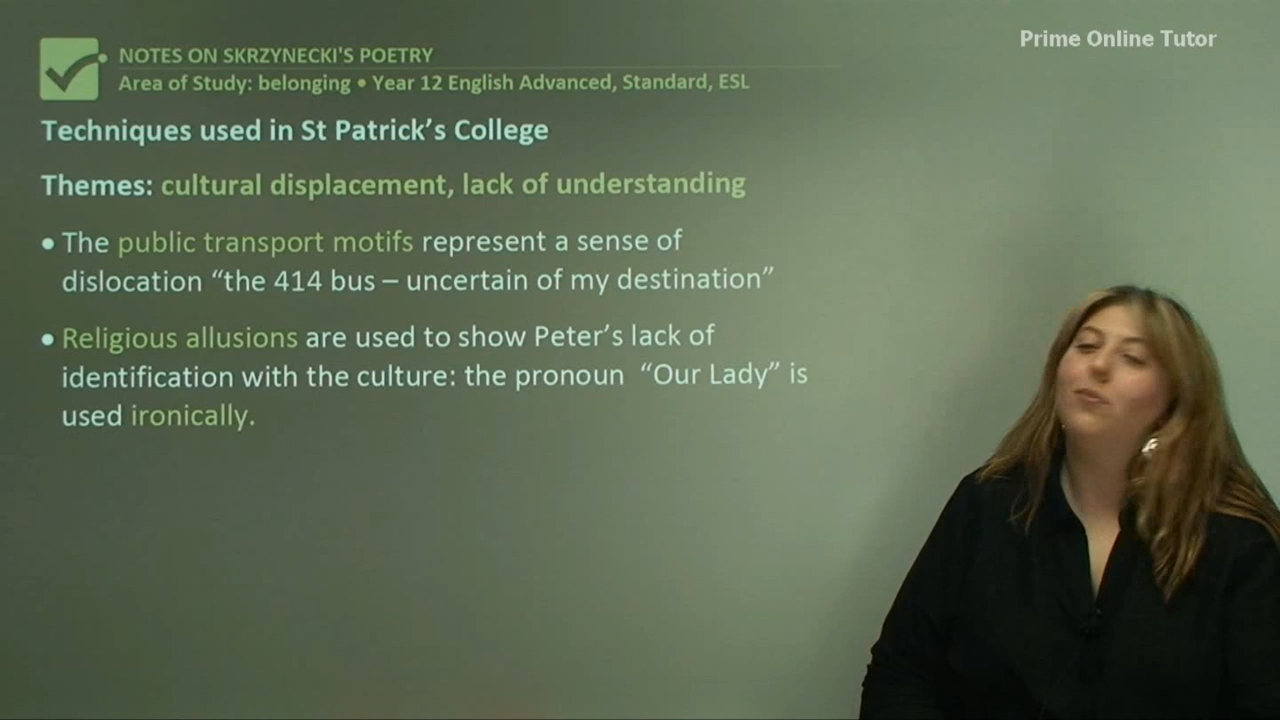 Prime Online Tutor
NOTES ON SKRZYNECKI'S POETRY
Area of Study: belonging • Year 12 English Advanced, Standard, ESL
Techniques used in St Patrick’s College
Themes: cultural displacement, lack of understanding
• The public transport motifs represent a sense of
dislocation “the 414 bus – uncertain of my destination”
• Religious allusions are used to show Peter’s lack of
identification with the culture: the pronoun “Our Lady” is
used ironically.